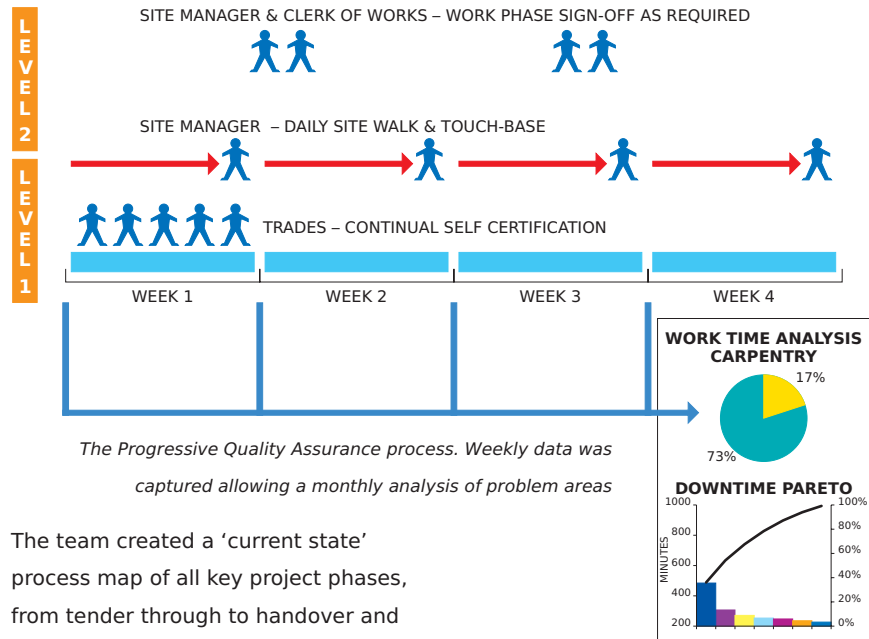 SITE MANAGER & CLERK OF WORKS – WORK PHASE SIGN-OFF AS REQUIRED
LEVEL 2
SITE MANAGER – DAILY SITE WALK & TOUCH-BASE
LEVEL 1
TRADES – CONTINUAL SELF CERTIFICATION
WEEK 1
WEEK 2
WEEK 3
WEEK 4
WORK TIME ANALYSIS
CARPENTRY
17%
73%
The Progressive Quality Assurance process. Weekly data was
captured allowing a monthly analysis of problem areas
DOWNTIME PARETO
MINUTES
1000
800
600
400
200
100%
80%
60%
40%
20%
0%
The team created a ‘current state’
process map of all key project phases,
from tender through to handover and